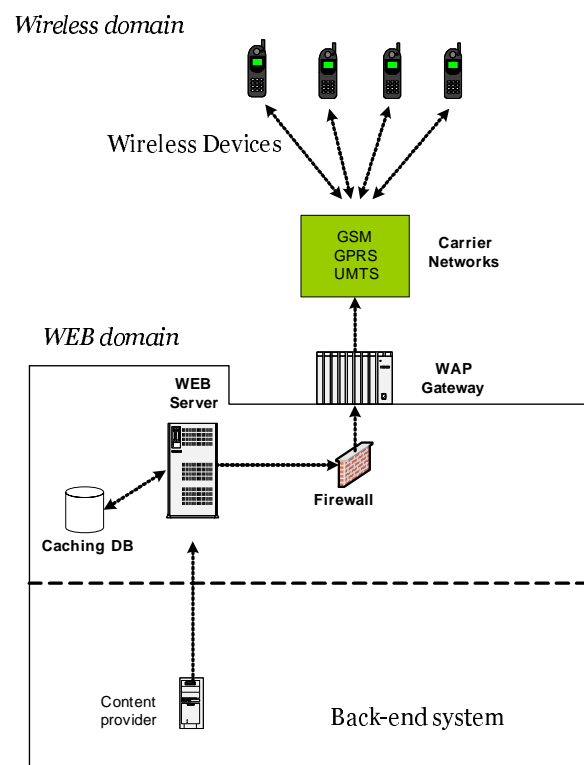 Wireless domain
Wireless Devices
GSM
GPRS
UMTS
Carrier
Networks
WEB domain
WAP
Gateway
WEB
Server
Firewall
Caching DB
Content
provider
Back-end system